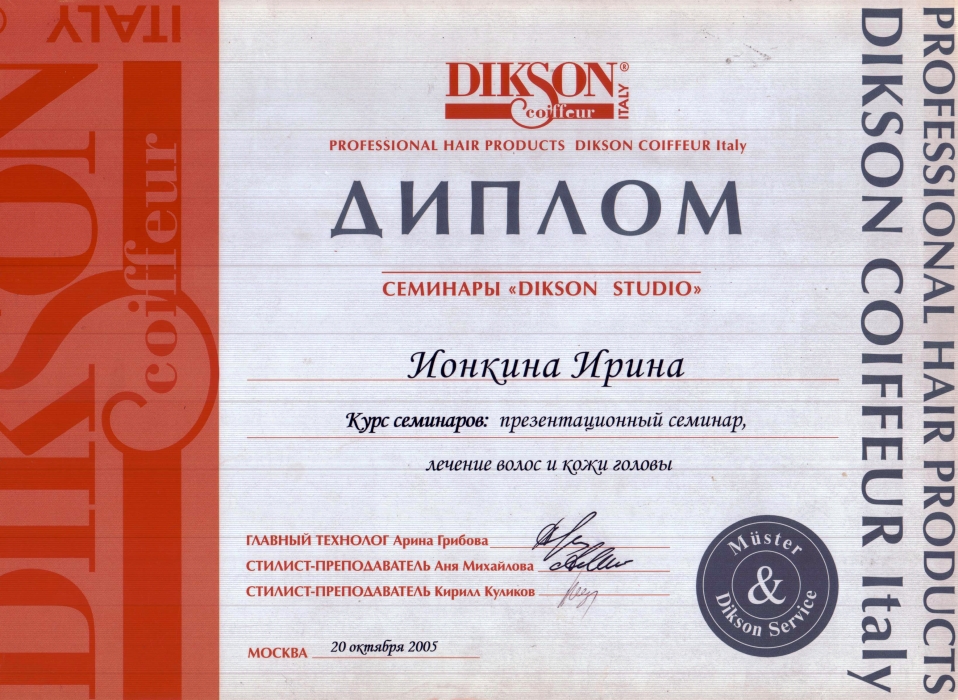 ITALY
DIKSON
coiffeur
DIKSON®
coiffeur
ITALY
PROFESSIONAL HAIR PRODUCTS DIKSON COIFFEUR Italy
ДИПЛОМ
СЕМИНАРЫ «DIKSON STUDIO»
Ионкина Ирина
Курс семинаров: презентационный семинар,
лечение волос и кожи головы
ГЛАВНЫЙ ТЕХНОЛОГ Арина Грибова
СТИЛИСТ-ПРЕПОДАВАТЕЛЬ Аня Михайлова
СТИЛИСТ-ПРЕПОДАВАТЕЛЬ Кирилл Куликов
МОСКВА 20 октября 2005
Müster
&
Dikson Service
PROFESSIONAL HAIR PRODUCTS
DIKSON COIFFEUR Italy